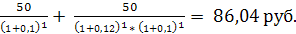 50/(1+0,1)¹ + 50/((1+0,12)¹*(1+0,1)¹) = 86,04 руб.